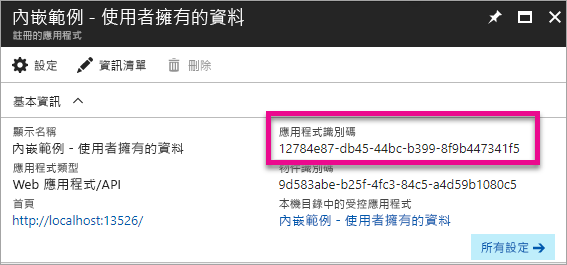 內嵌範例 - 使用者擁有的資料
註冊的應用程式
設定 資訊清單 刪除
基本資訊
顯示名稱 應用程式識別碼
內嵌範例 - 使用者擁有的資料 12784e87-db45-44bc-b399-8f9b447341f5
應用程式類型 物件識別碼
Web 應用程式/API 9d583abe-b25f-4fc3-84c5-a4d59b1080c5
首頁 本機目錄中的受控應用程式
http://localhost:13526/ 內嵌範例 - 使用者擁有的資料
所有設定